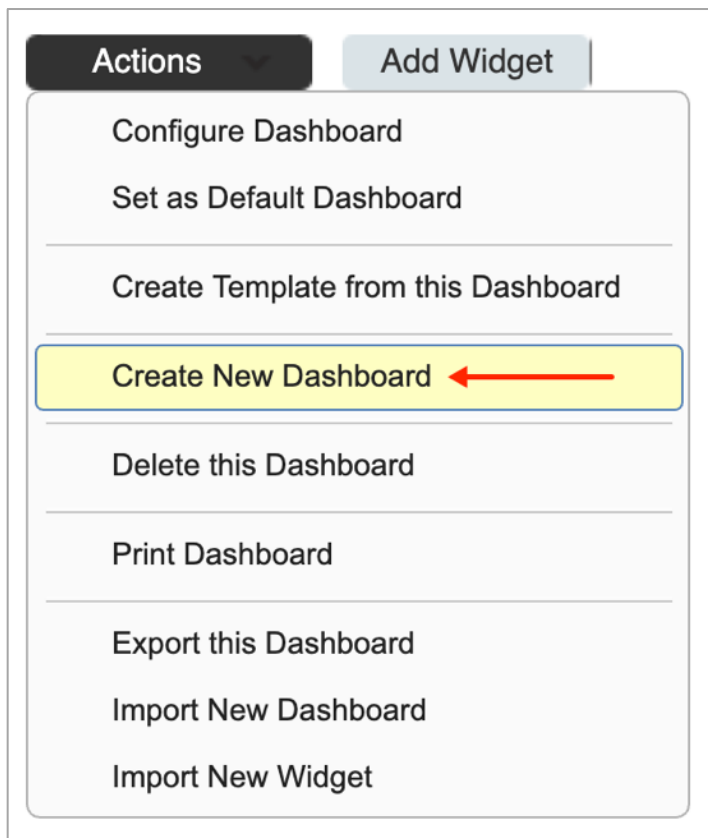 Actions
Add Widget
Configure Dashboard
Set as Default Dashboard
Create Template from this Dashboard
Create New Dashboard
Delete this Dashboard
Print Dashboard
Export this Dashboard
Import New Dashboard
Import New Widget